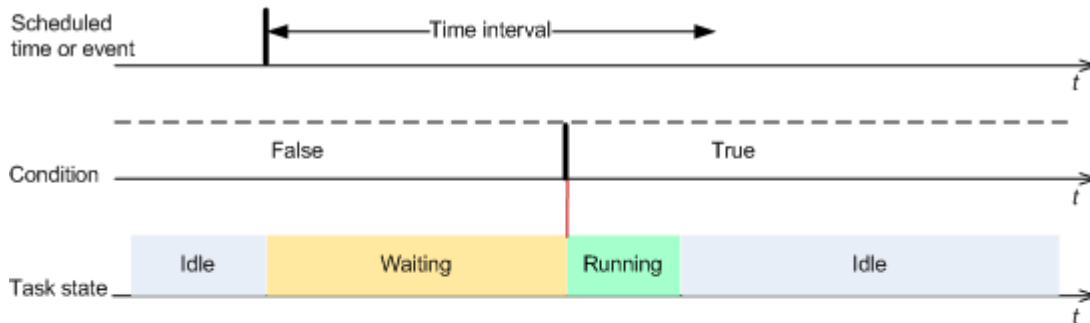 Scheduled
time or event
Time interval
t
False
True
Condition
t
Idle
Waiting
Running
Idle
Task state
t